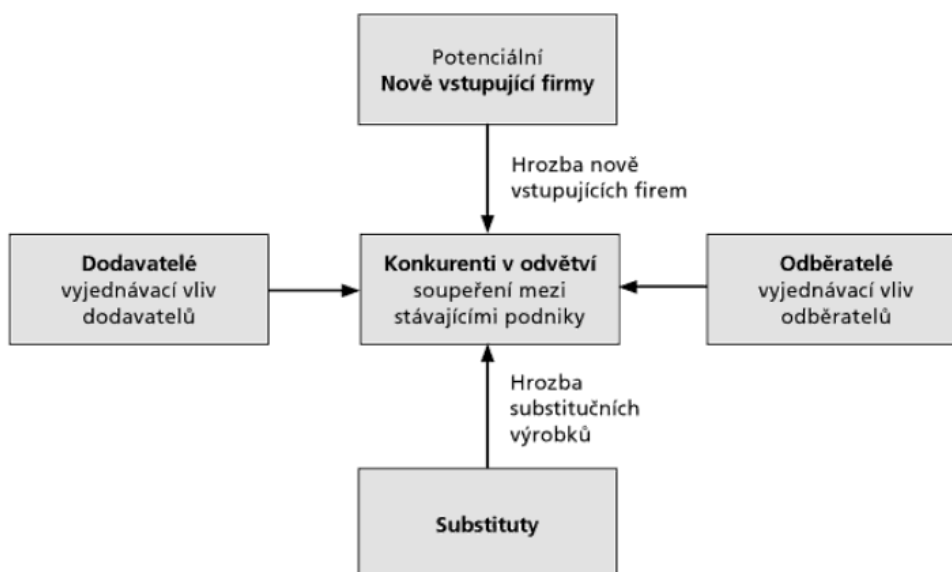 Potenciální
Nově vstupující firmy
Hrozba nově
vstupujících firem
Dodavatelé
vyjednávací vliv
dodavatelů
Konkurenti v odvětví
soupeření mezi
stávajícími podniky
Odběratelé
vyjednávací vliv
odběratelů
Hrozba
substitučních
výrobků
Substituty